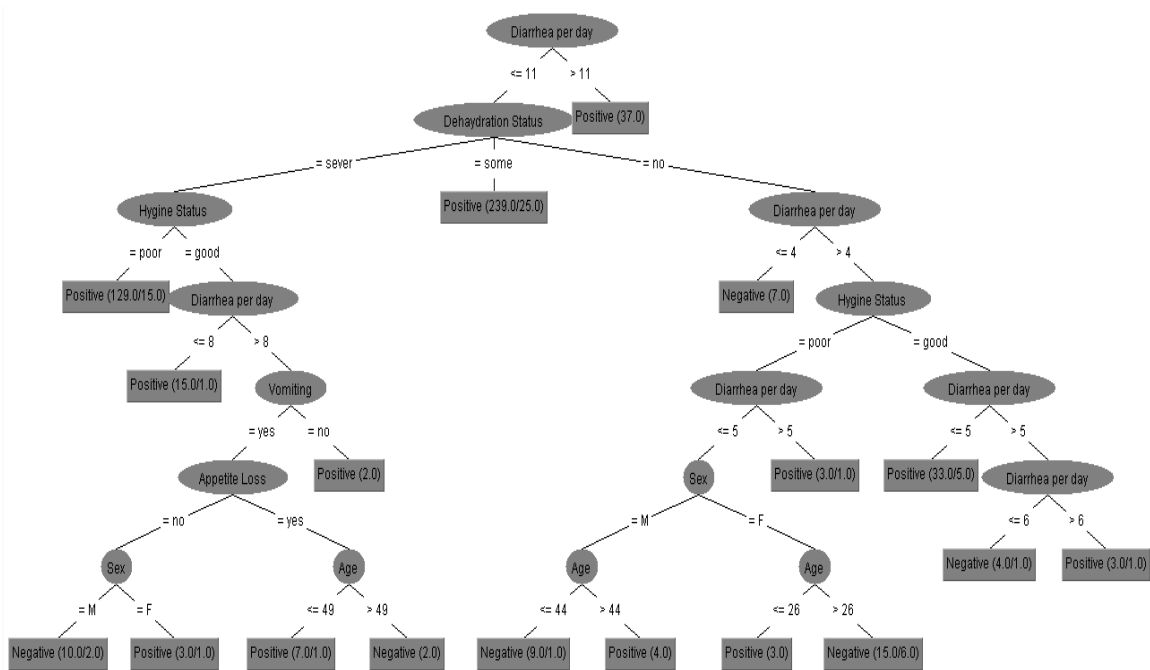 Diarrhea per day
<= 11 > 11
Dehaydration Status Positive (37.0)
= sever = some = no
Hygine Status Positive (239.0/25.0) Diarrhea per day
= poor = good <= 4 > 4
Positive (129.0/15.0) Diarrhea per day Negative (7.0) Hygine Status
<= 8 > 8 = poor = good
Positive (15.0/1.0) Vomiting Diarrhea per day Diarrhea per day
= yes = no <= 5 > 5 <= 5 > 5
Appetite Loss Positive (2.0) Sex Positive (3.0/1.0) Positive (33.0/5.0) Diarrhea per day
= no = yes = M = F <= 6 > 6
Sex Age Age Age Negative (4.0/1.0) Positive (3.0/1.0)
= M = F <= 49 > 49 <= 44 > 44 <= 26 > 26
Negative (10.0/2.0) Positive (3.0/1.0) Positive (7.0/1.0) Negative (2.0) Negative (9.0/1.0) Positive (4.0) Positive (3.0) Negative (15.0/6.0)